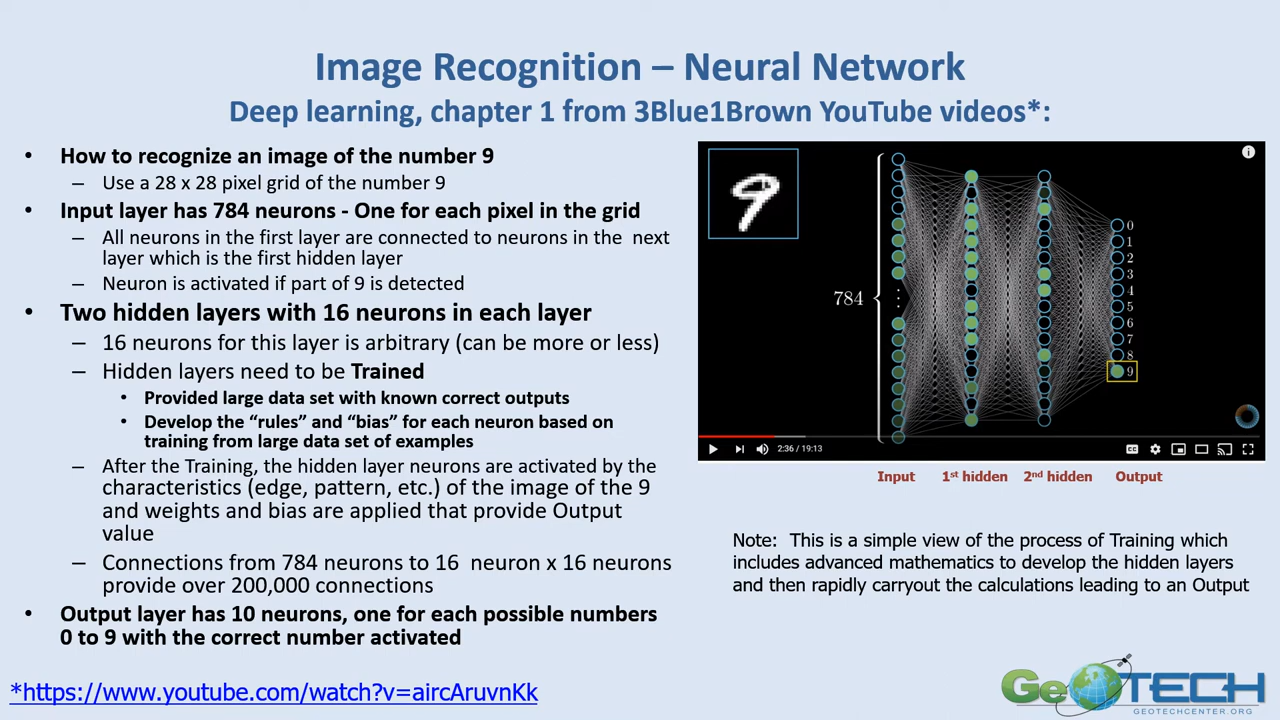 Image Recognition – Neural Network
Deep learning, chapter 1 from 3Blue1Brown YouTube videos*:
• How to recognize an image of the number 9
– Use a 28 x 28 pixel grid of the number 9
• Input layer has 784 neurons - One for each pixel in the grid
– All neurons in the first layer are connected to neurons in the next
layer which is the first hidden layer
– Neuron is activated if part of 9 is detected
• Two hidden layers with 16 neurons in each layer
– 16 neurons for this layer is arbitrary (can be more or less)
– Hidden layers need to be Trained
• Provided large data set with known correct outputs
• Develop the “rules” and “bias” for each neuron based on
training from large data set of examples
– After the Training, the hidden layer neurons are activated by the
characteristics (edge, pattern, etc.) of the image of the 9
and weights and bias are applied that provide Output
value
– Connections from 784 neurons to 16 neuron x 16 neurons
provide over 200,000 connections
• Output layer has 10 neurons, one for each possible numbers
0 to 9 with the correct number activated
*https://www.youtube.com/watch?v=aircAruvnKk
9
784
0
1
2
3
4
5
6
7
8
9
2:36 / 19:13
Input 1st hidden 2nd hidden Output
Note: This is a simple view of the process of Training which
includes advanced mathematics to develop the hidden layers
and then rapidly carryout the calculations leading to an Output
GeoTECH
GEOTECHCENTER.ORG